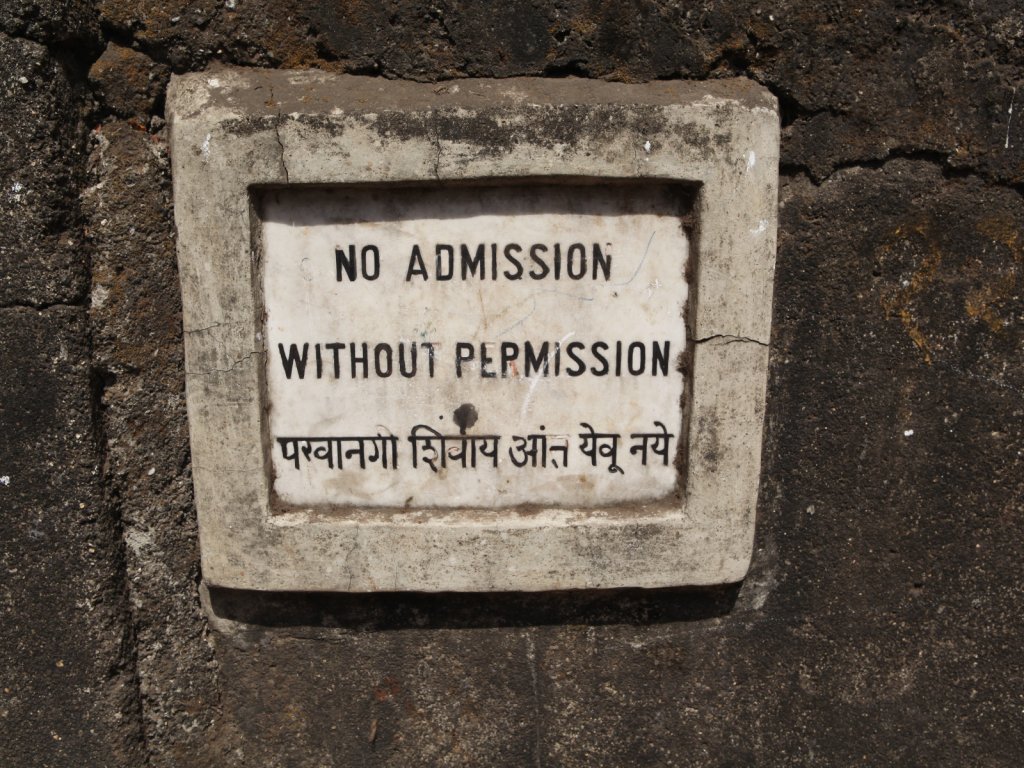 NO ADMISSION
WITHOUT PERMISSION
परवानगी शिवाय आंत येवू नये